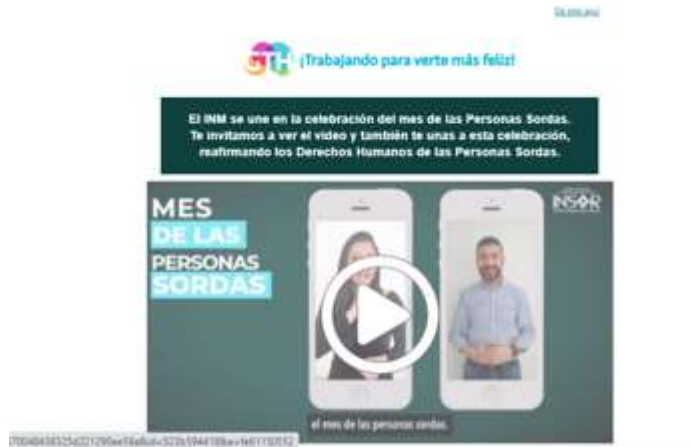 GTH ¡Trabajando para verte más feliz!
El INM se une en la celebración del mes de las Personas Sordas.
Te invitamos a ver el video y también te unas a esta celebración,
reafirmando los Derechos Humanos de las Personas Sordas.
MES
DE LAS
PERSONAS
SORDAS
INSOR
el mes de las personas sordas.